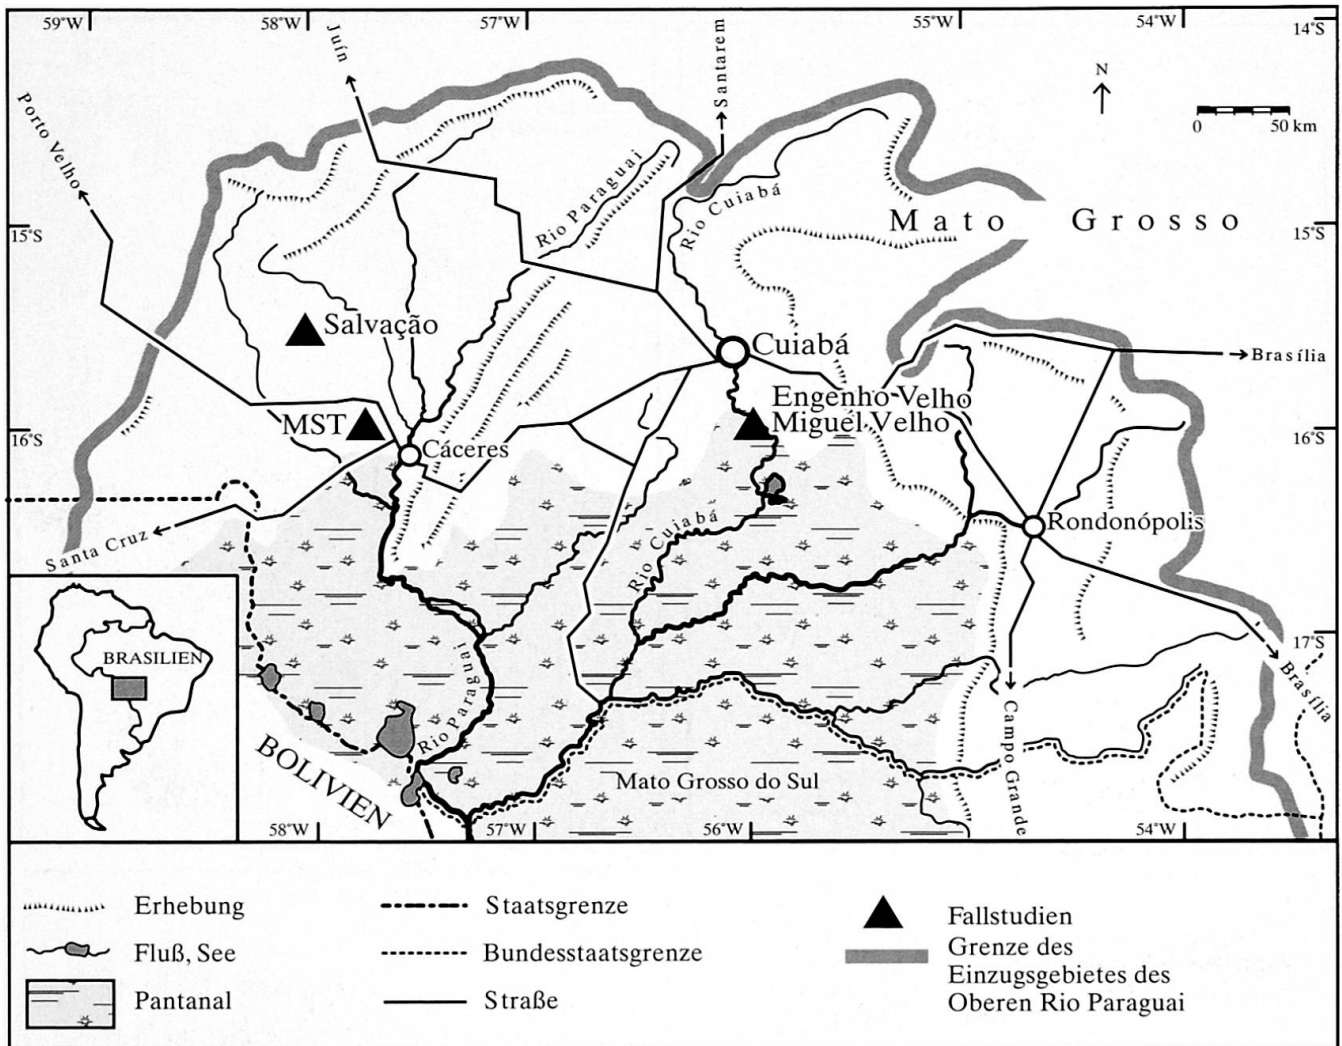 59°W
58°W
57°W
55°W
54°W
14°S
Juín
Santarem
N
0 50 km
Porto Velho
Rio Paraguai
Rio Cuiabá
Mato Grosso
15°S
15°S
Salvação
Cuiabá
Brasília
Engenho Velho
Miguel Velho
MST
16°S
16°S
Cáceres
Rondonópolis
Santa Cruz
Rio Cuiabá
17°S
BRASILIEN
Rio Paraguai
Brasília
Campo Grande
BOLIVIEN
Mato Grosso do Sul
58°W
57°W
56°W
54°W
Erhebung
Fluß, See
Pantanal
Staatsgrenze
Bundesstaatsgrenze
Straße
Fallstudien
Grenze des
Einzugsgebietes des
Oberen Rio Paraguai